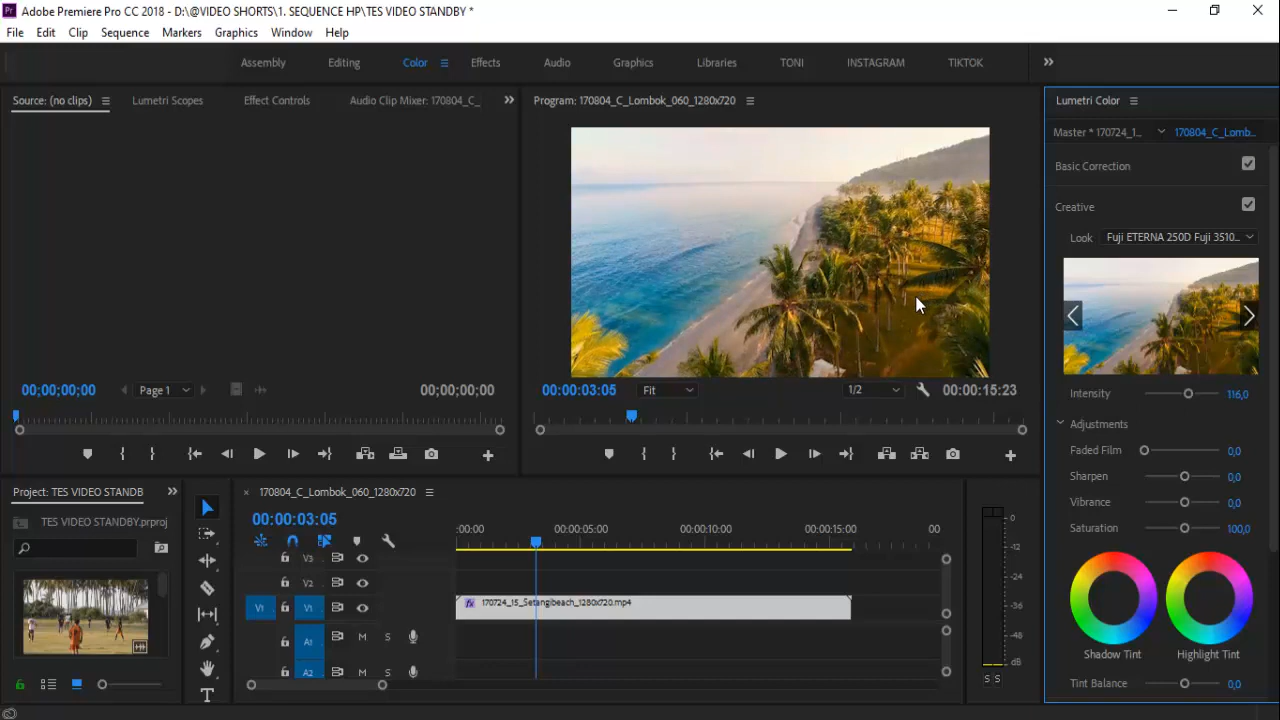 Adobe Premiere Pro CC 2018 - D:\@VIDEO SHORTS\1. SEQUENCE HP\TES VIDEO STANDBY *
File Edit Clip Sequence Markers Graphics Window Help
Assembly Editing Color Effects Audio Graphics Libraries TONI INSTAGRAM TIKTOK
Source: (no clips) Lumetri Scopes Effect Controls Audio Clip Mixer: 170804_C_
Program: 170804_C_Lombok_060_1280x720
00;00;00;00 Page 1 00;00;00;00
00:00:03:05 Fit 1/2 00:00:15:23
Lumetri Color
Master * 170724_1... 170804_C_Lomb...
Basic Correction
Creative
Look Fuji ETERNA 250D Fuji 3510...
Intensity 116,0
Adjustments
Faded Film 0,0
Sharpen 0,0
Vibrance 0,0
Saturation 100,0
Shadow Tint Highlight Tint
Tint Balance 0,0
Project: TES VIDEO STANDB
TES VIDEO STANDBY.prproj
170804_C_Lombok_060_1280x720
00:00:03:05
:00:00 00:00:05:00 00:00:10:00 00:00:15:00 00
V3
V2
V1 V1 fx 170724_15_Setangibeach_1280x720.mp4
A1 M S
A2 M S
T
0
-12
-24
-36
-48
dB
S S